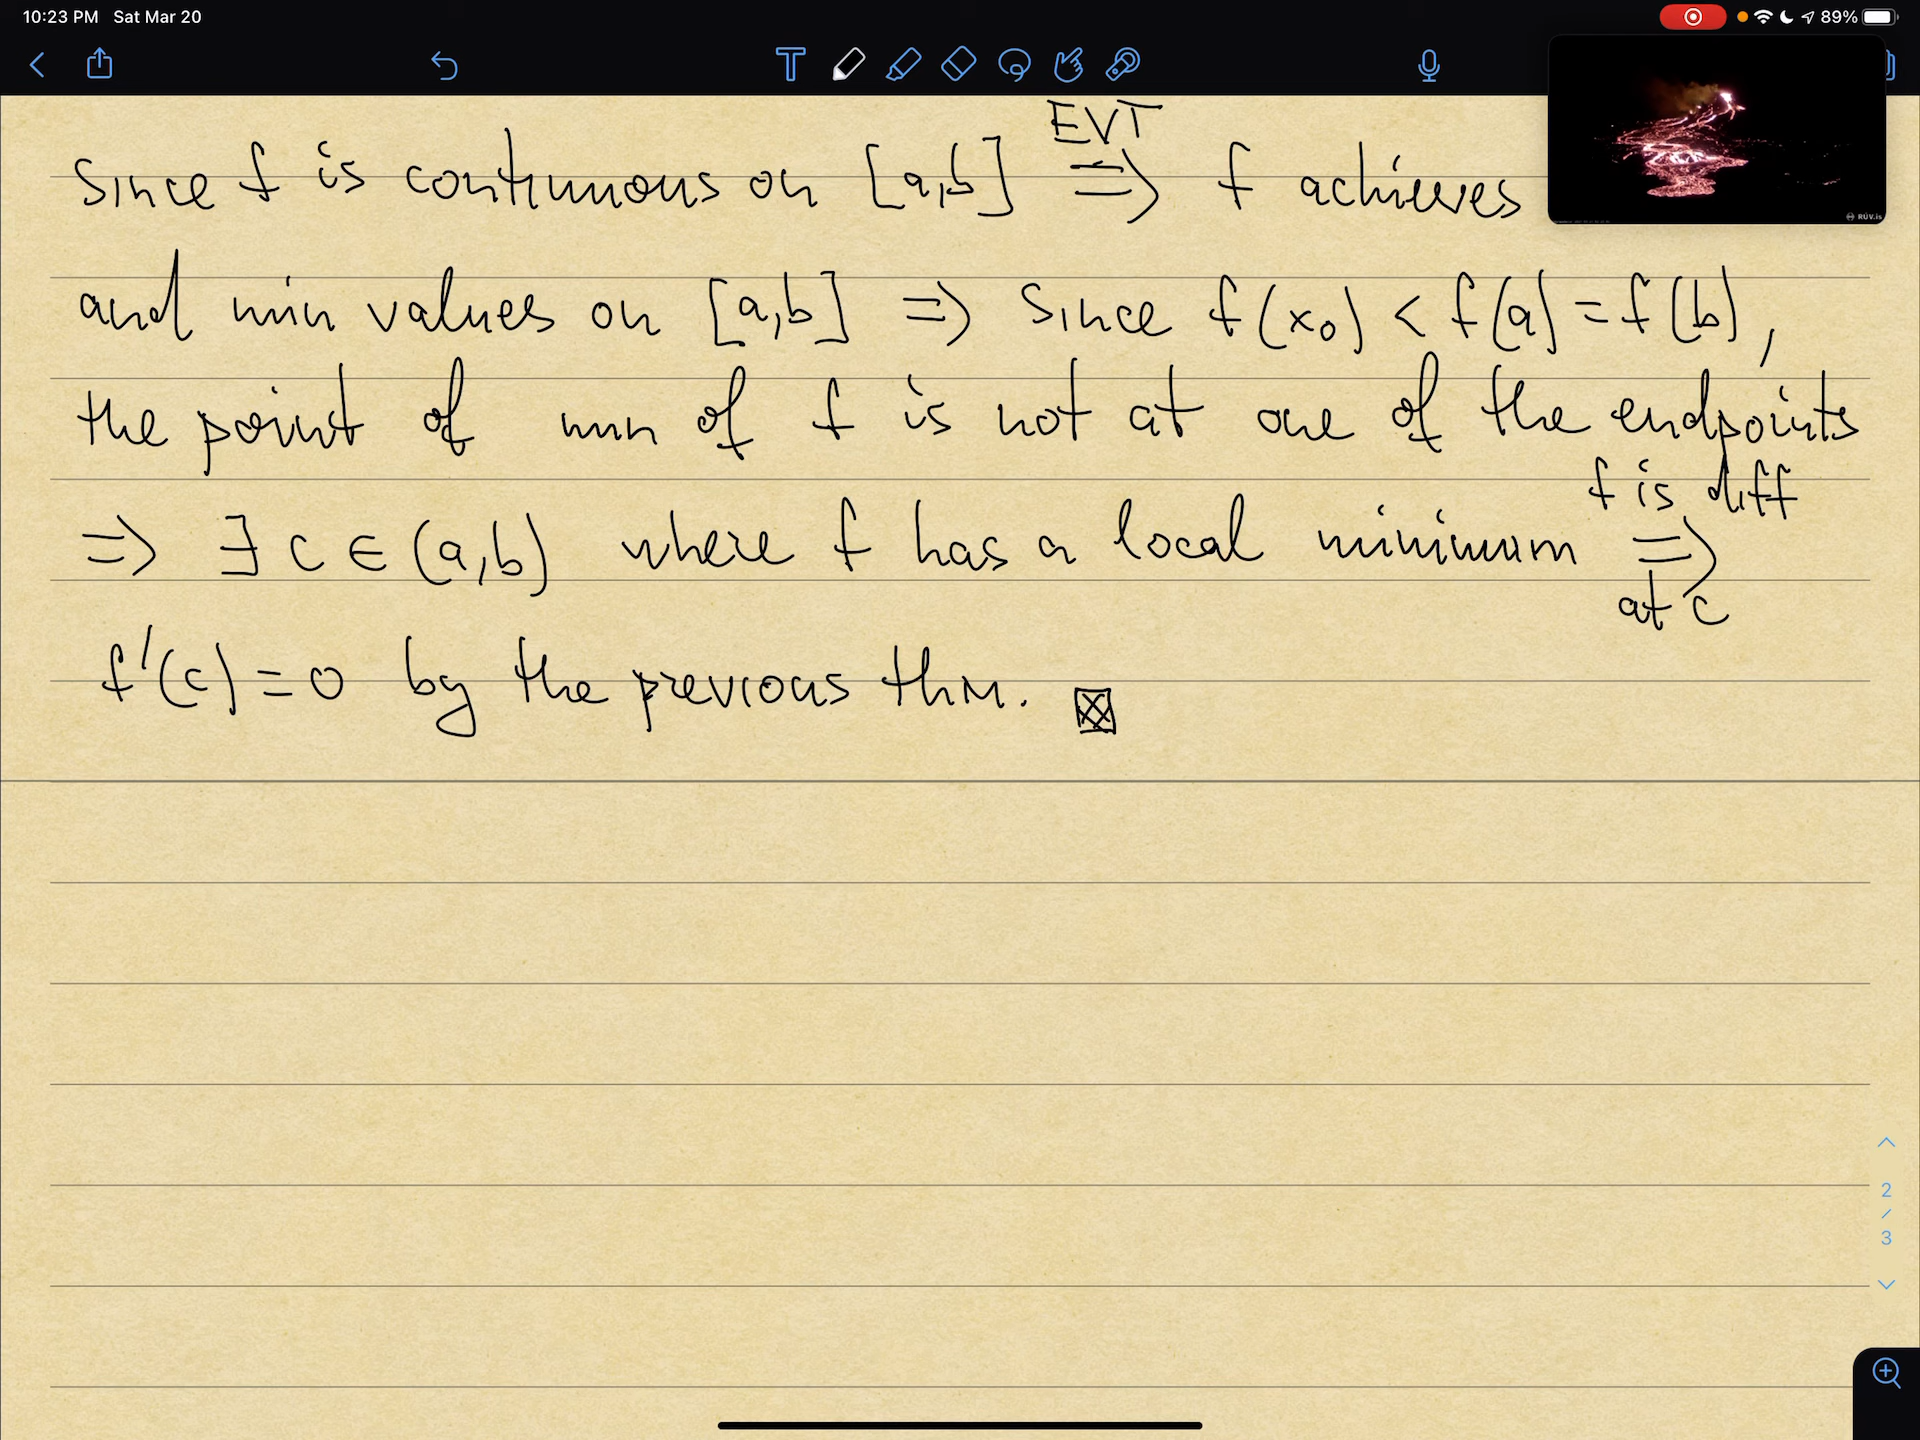 10:23 PM Sat Mar 20
89%
EVT
Since f is continuous on [a,b] => f achieves
RÚV.is
and min values on [a,b] => Since f(x₀) < f(a) = f(b),
the point of min of f is not at one of the endpoints
f is diff
=> ∃ c ∈ (a,b) where f has a local minimum =>
at c
f'(c) = 0 by the previous thm.
2
/
3